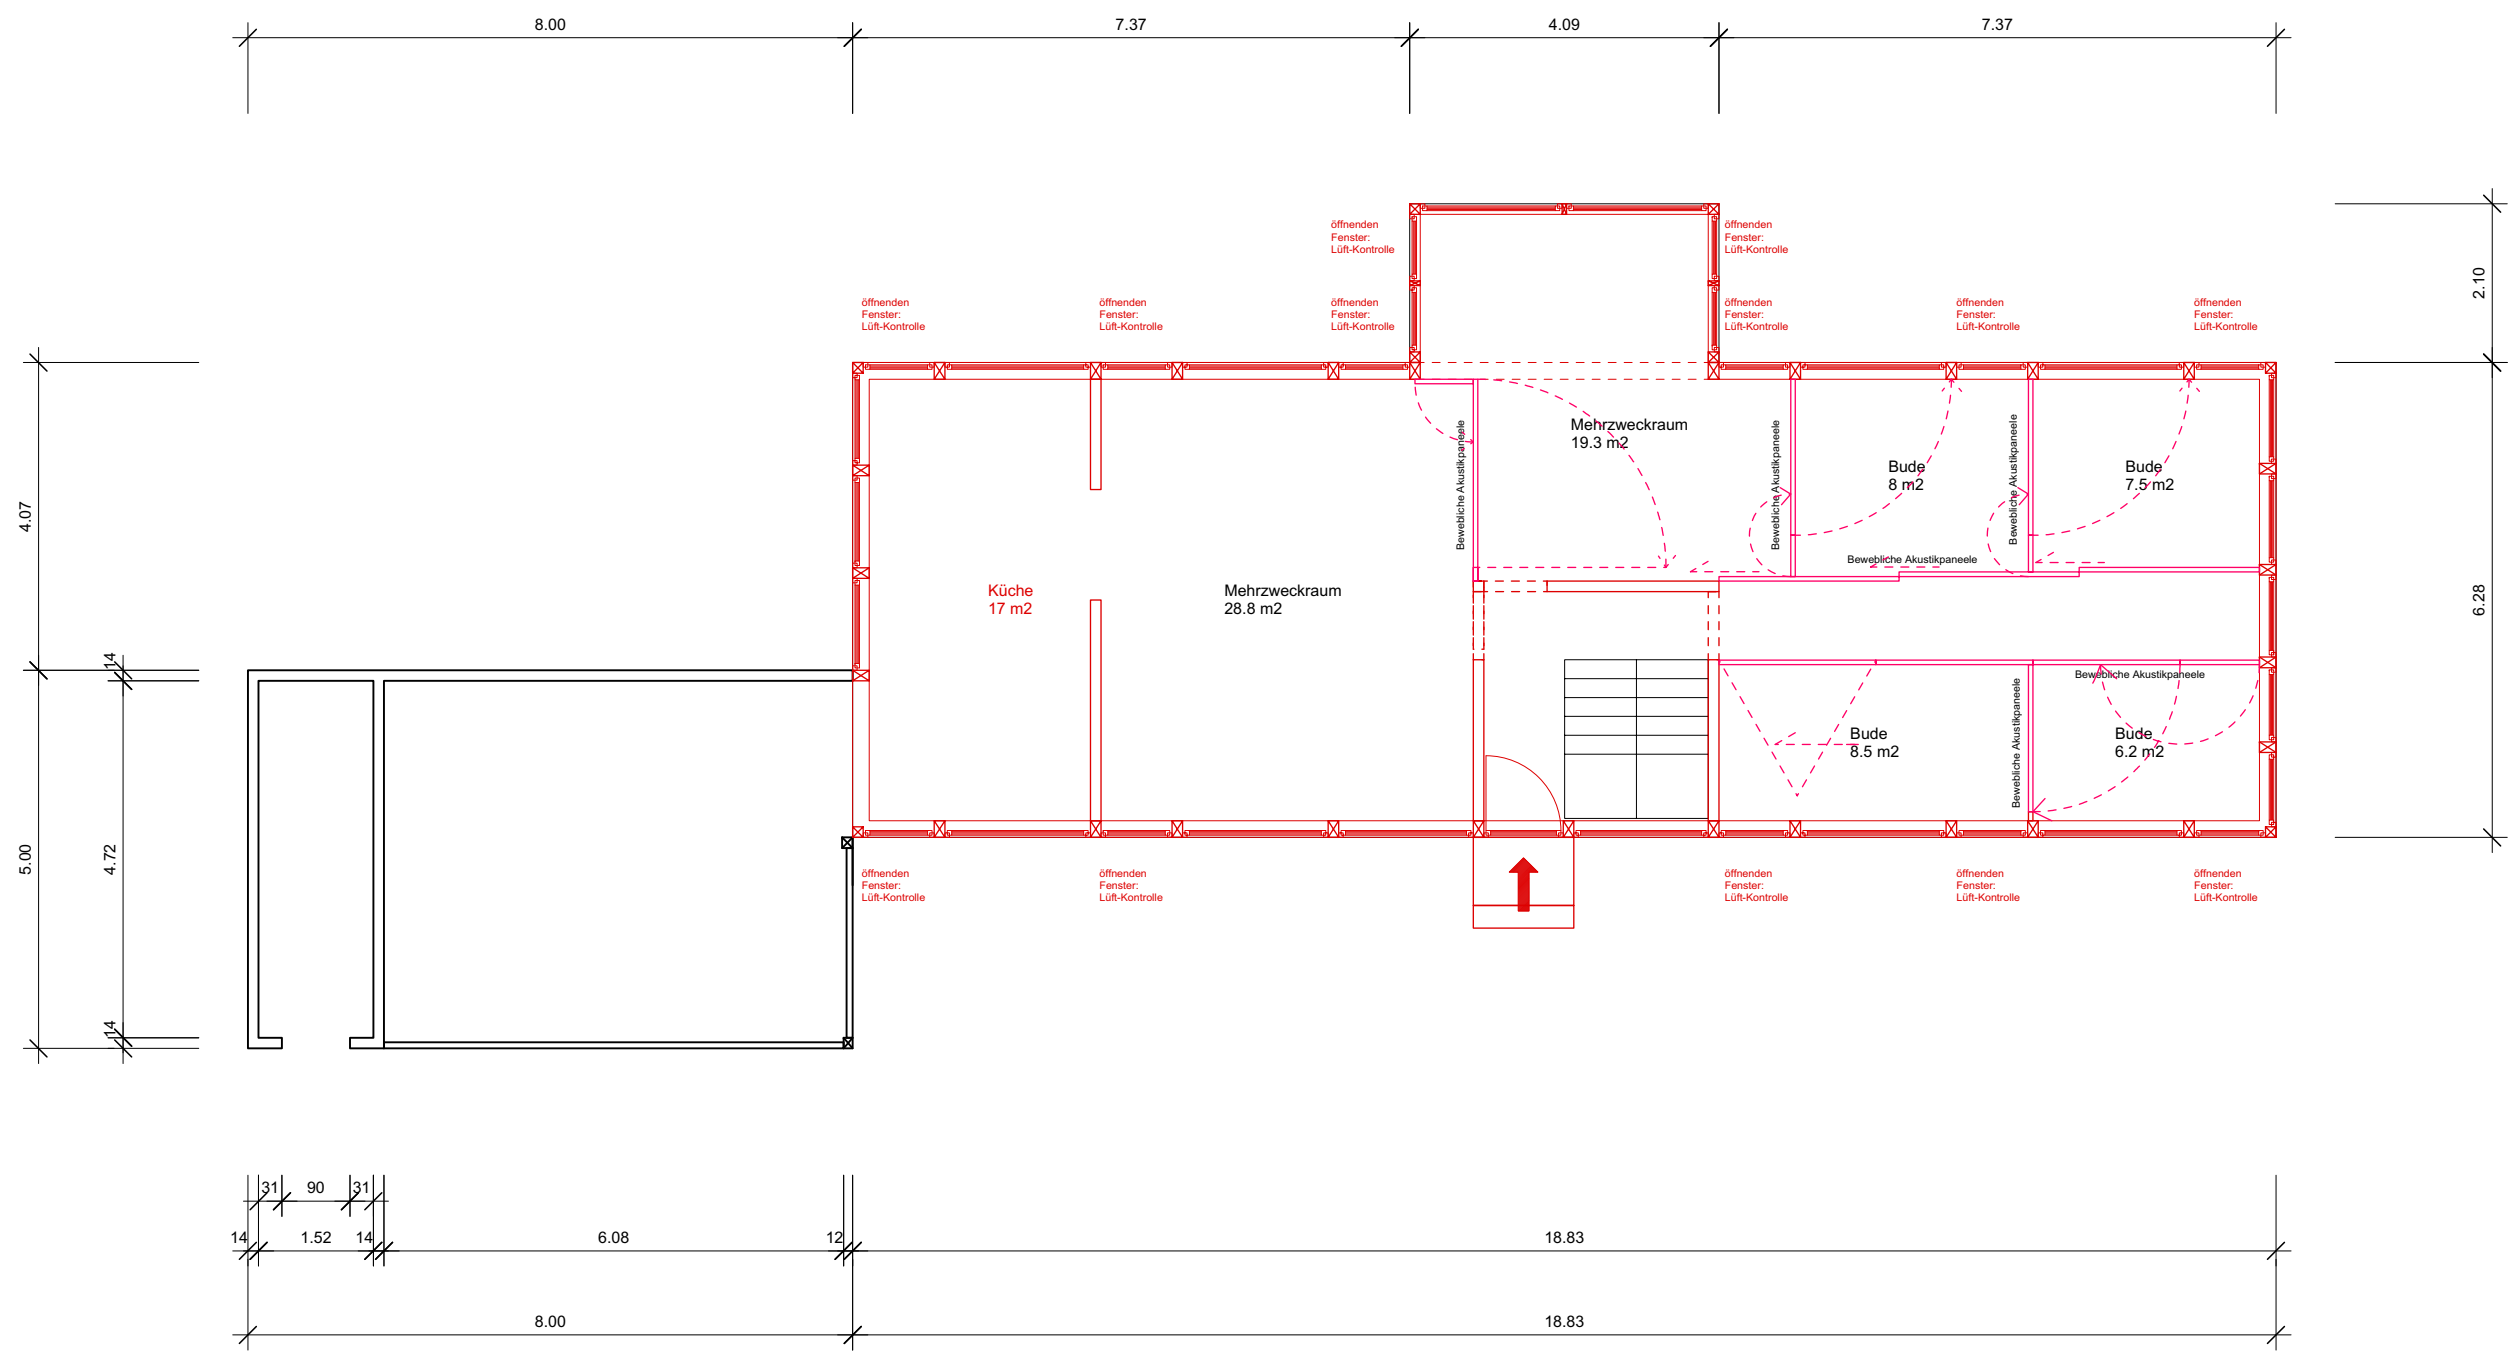 8.00
7.37
4.09
7.37
öffnenden
Fenster:
Lüft-Kontrolle
öffnenden
Fenster:
Lüft-Kontrolle
2.10
öffnenden
Fenster:
Lüft-Kontrolle
öffnenden
Fenster:
Lüft-Kontrolle
öffnenden
Fenster:
Lüft-Kontrolle
öffnenden
Fenster:
Lüft-Kontrolle
öffnenden
Fenster:
Lüft-Kontrolle
öffnenden
Fenster:
Lüft-Kontrolle
4.07
Bewebliche Akustikpaneele
Mehrzweckraum
19.3 m2
Bewebliche Akustikpaneele
Bude
8 m2
Bewebliche Akustikpaneele
Bude
7.5 m2
Bewebliche Akustikpaneele
Küche
17 m2
Mehrzweckraum
28.8 m2
6.28
14
Bewebliche Akustikpaneele
Bude
8.5 m2
Bewebliche Akustikpaneele
Bude
6.2 m2
5.00
4.72
öffnenden
Fenster:
Lüft-Kontrolle
öffnenden
Fenster:
Lüft-Kontrolle
öffnenden
Fenster:
Lüft-Kontrolle
öffnenden
Fenster:
Lüft-Kontrolle
öffnenden
Fenster:
Lüft-Kontrolle
14
31
90
31
14
1.52
14
6.08
12
18.83
8.00
18.83